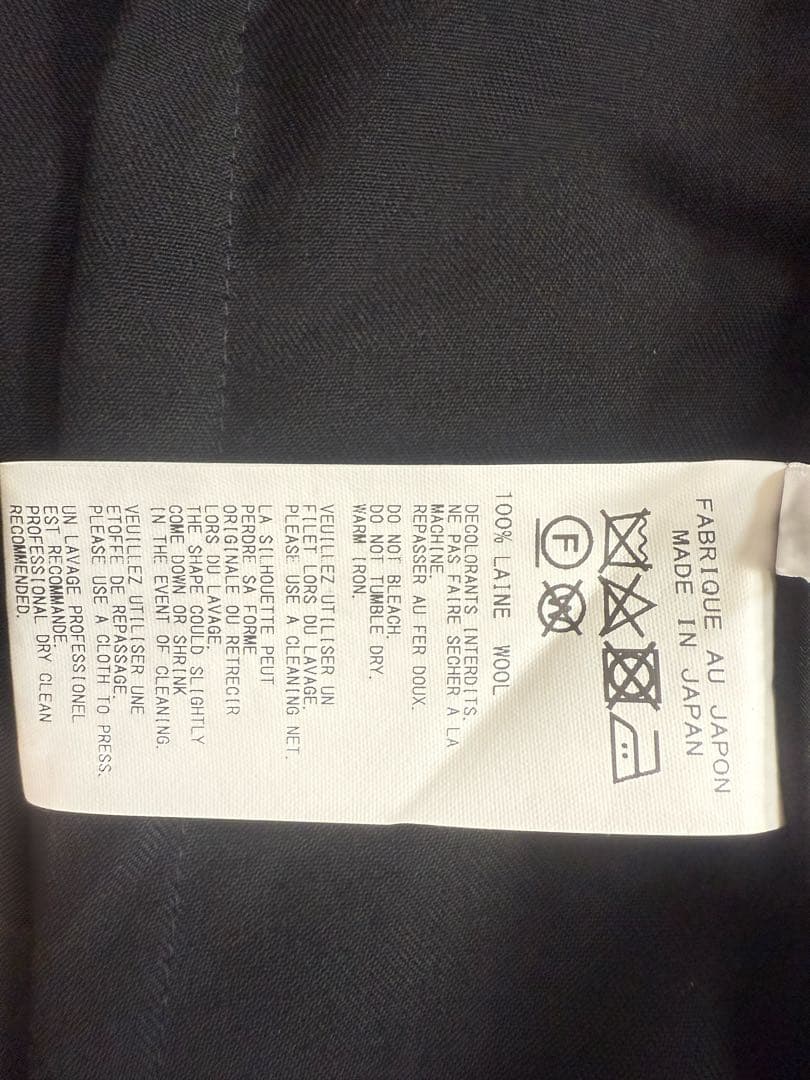 FABRIQUE AU JAPON
MADE IN JAPAN
F
W
100% LAINE WOOL
DECOLORANTS INTERDITS.
NE PAS FAIRE SECHER A LA
MACHINE.
REPASSER AU FER DOUX.
DO NOT BLEACH.
DO NOT TUMBLE DRY.
WARM IRON.
VEUILLEZ UTILISER UN
FILET LORS DU LAVAGE.
PLEASE USE A CLEANING NET.
LA SILHOUETTE PEUT
PERDRE SA FORME
ORIGINALE OU RETRECIR
LORS DU LAVAGE.
THE SHAPE COULD SLIGHTLY
COME DOWN OR SHRINK
IN THE EVENT OF CLEANING.
VEUILLEZ UTILISER UNE
ETOFFE DE REPASSAGE.
PLEASE USE A CLOTH TO PRESS.
UN LAVAGE PROFESSIONEL
EST RECOMMANDE.
PROFESSIONAL DRY CLEAN
RECOMMENDED.